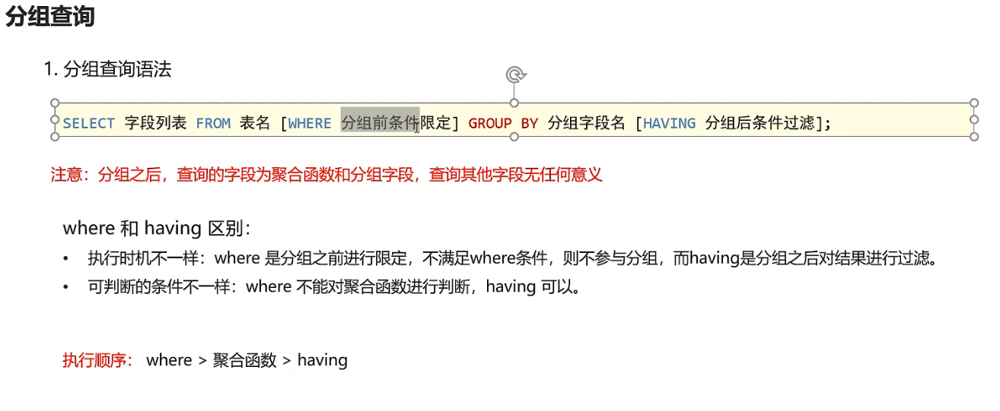 分组查询
1. 分组查询语法
SELECT 字段列表 FROM 表名 [WHERE 分组前条件限定] GROUP BY 分组字段名 [HAVING 分组后条件过滤];
注意：分组之后，查询的字段为聚合函数和分组字段，查询其他字段无任何意义
where 和 having 区别：
• 执行时机不一样：where 是分组之前进行限定，不满足where条件，则不参与分组，而having是分组之后对结果进行过滤。
• 可判断的条件不一样：where 不能对聚合函数进行判断，having 可以。
执行顺序： where > 聚合函数 > having